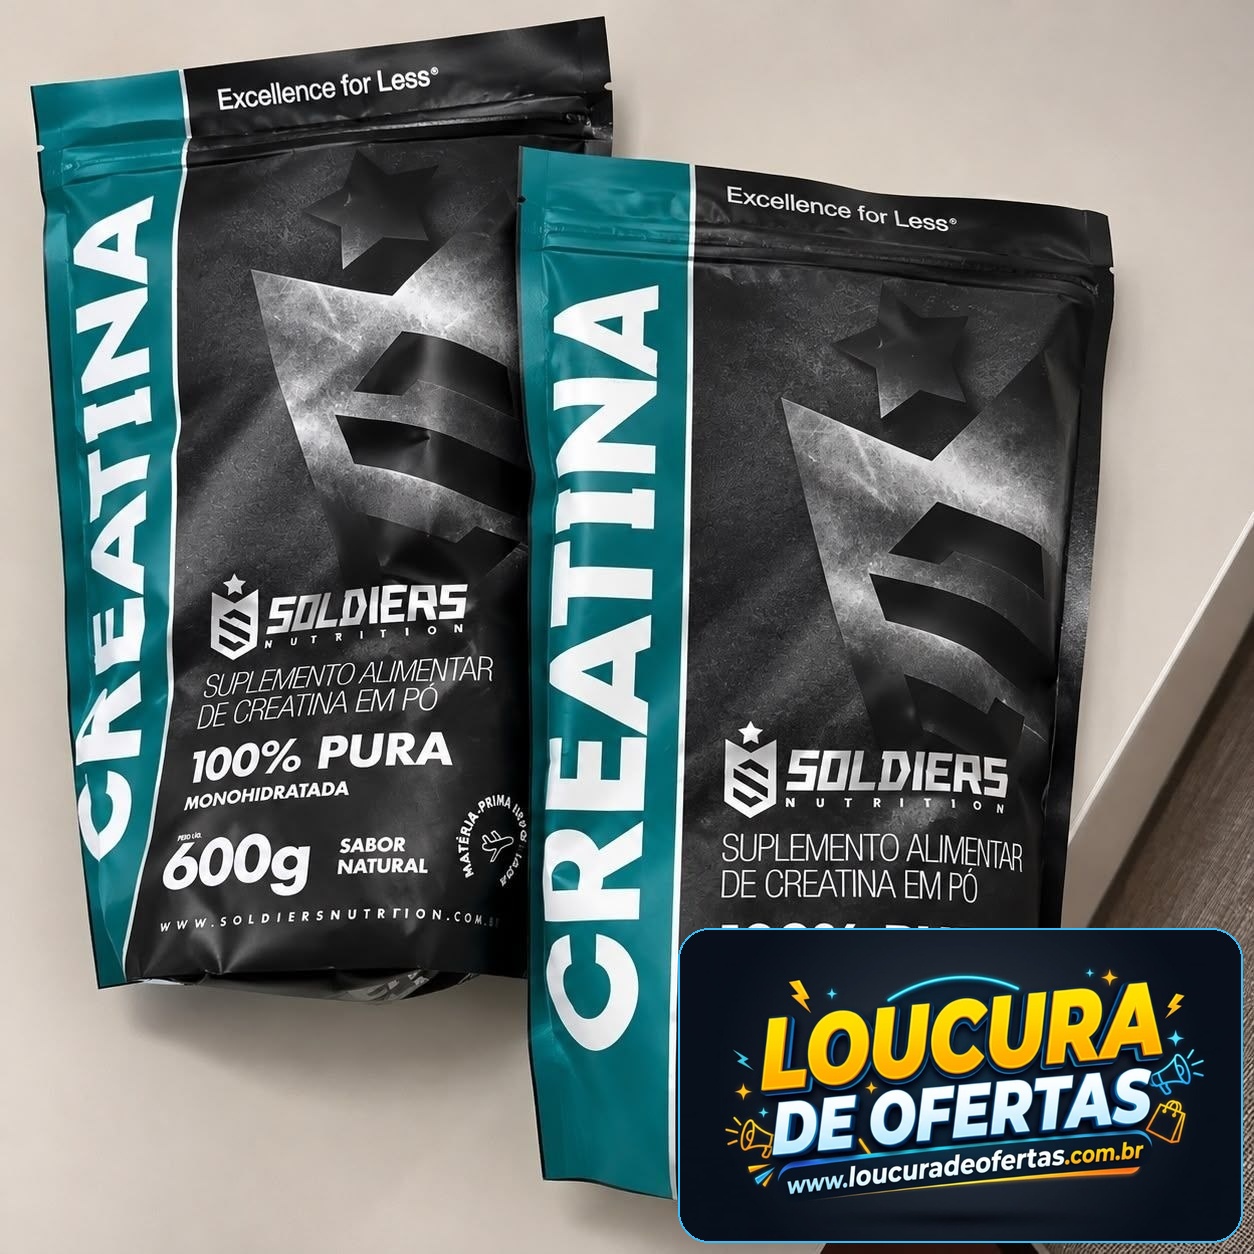 Excellence for Less®
CREATINA
SOLDIERS
NUTRITION
SUPLEMENTO ALIMENTAR
DE CREATINA EM PÓ
100% PURA
MONOHIDRATADA
600g
SABOR
NATURAL
MATÉRIA-PRIMA
WWW.SOLDIERSNUTRITION.COM.BR
Excellence for Less®
CREATINA
SOLDIERS
NUTRITION
SUPLEMENTO ALIMENTAR
DE CREATINA EM PÓ
LOUCURA
DE OFERTAS
www.loucuradeofertas.com.br